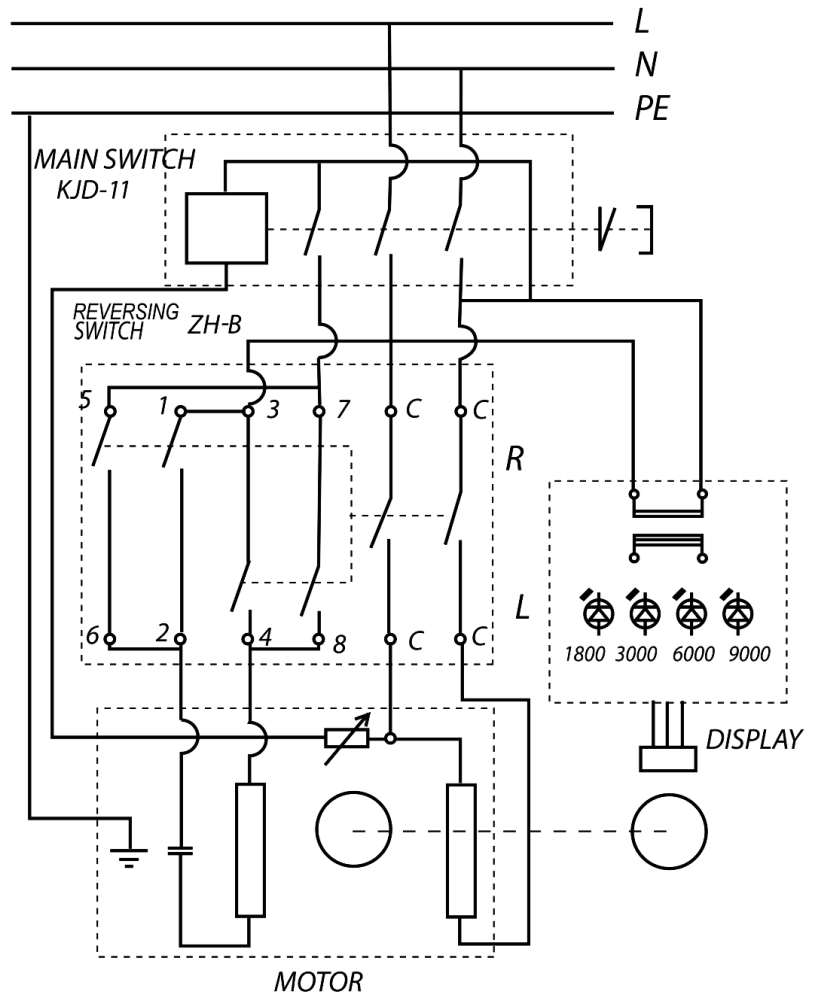 L
N
PE
MAIN SWITCH
KJD-11
REVERSING
SWITCH
ZH-B
5
1
3
7
C
C
R
L
6
2
4
8
C
C
1800 3000 6000 9000
DISPLAY
MOTOR